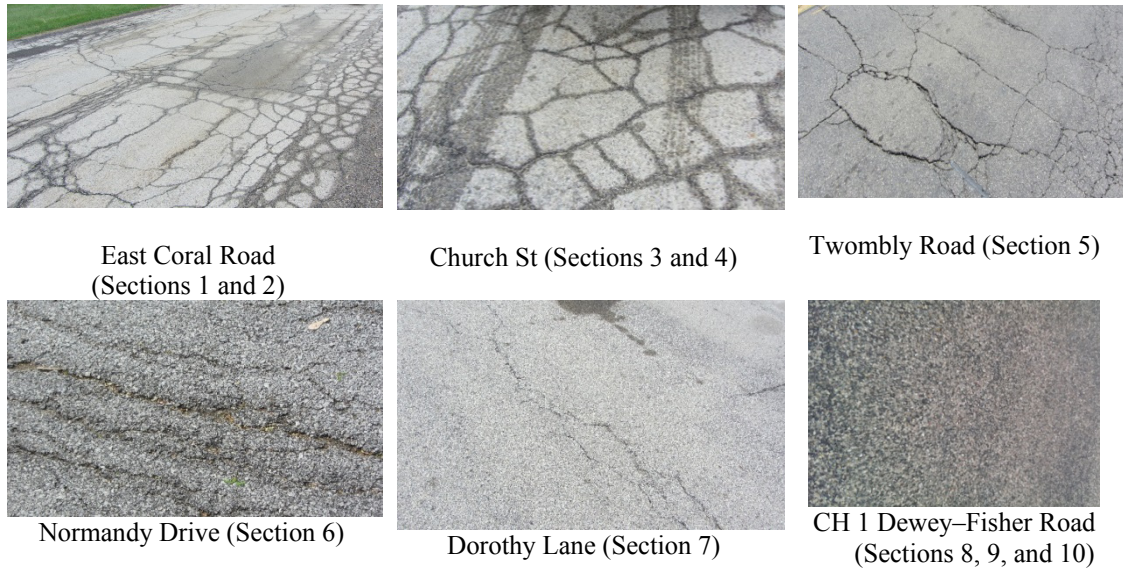 East Coral Road
(Sections 1 and 2)
Church St (Sections 3 and 4)
Twombly Road (Section 5)
Normandy Drive (Section 6)
Dorothy Lane (Section 7)
CH 1 Dewey–Fisher Road
(Sections 8, 9, and 10)